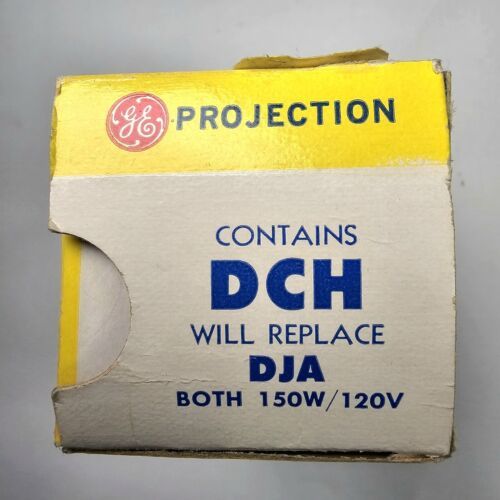 GE PROJECTION
CONTAINS
DCH
WILL REPLACE
DJA
BOTH 150W/120V